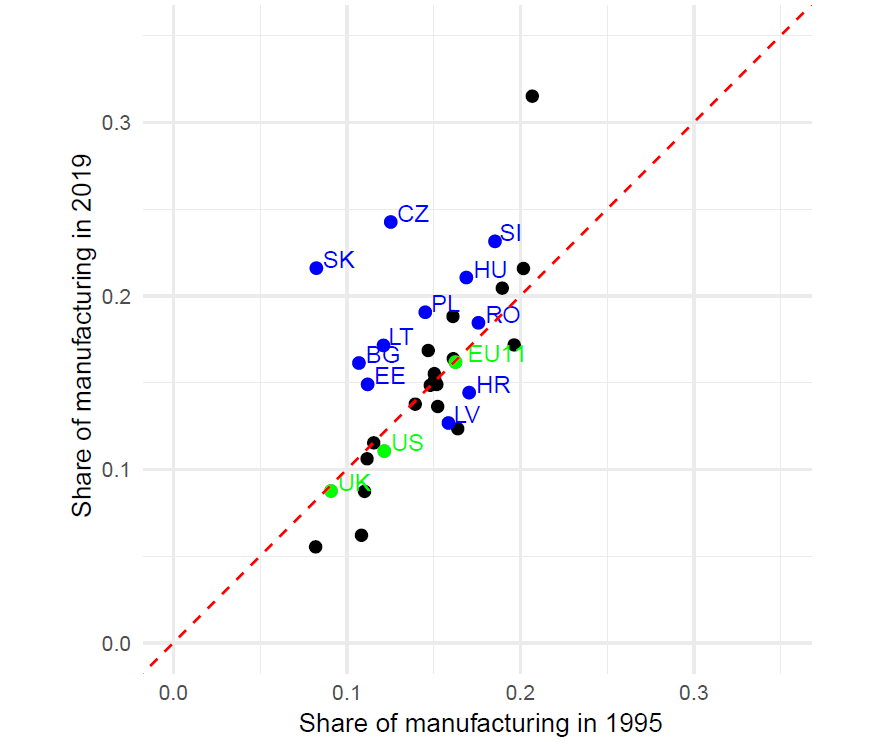 0.3
0.2
0.1
0.0
Share of manufacturing in 2019
CZ
SI
SK
HU
PL
RO
LT
EU11
BG
EE
HR
LV
US
UK
0.0 0.1 0.2 0.3
Share of manufacturing in 1995